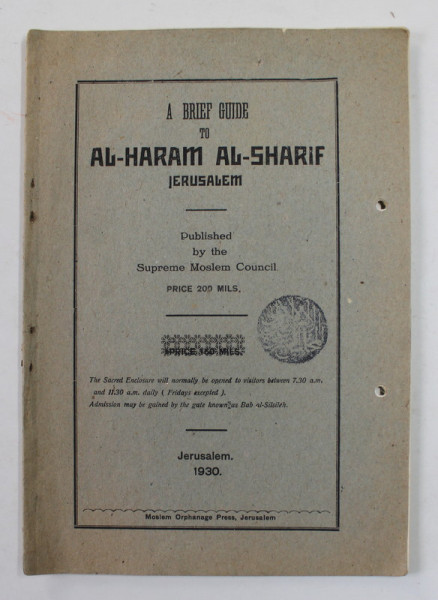 A BRIEF GUIDE
TO
AL-HARAM AL-SHARIF
JERUSALEM
Published
by the
Supreme Moslem Council.
PRICE 200 MILS,
PRICE 150 MILS.
The Sacred Enclosure will normally be opened to visitors between 7.30 a.m.
and 11.30 a.m. daily ( Fridays excepted ).
Admission may be gained by the gate known as Bab al-Silsileh.
Jerusalem.
1930.
Moslem Orphanage Press, Jerusalem